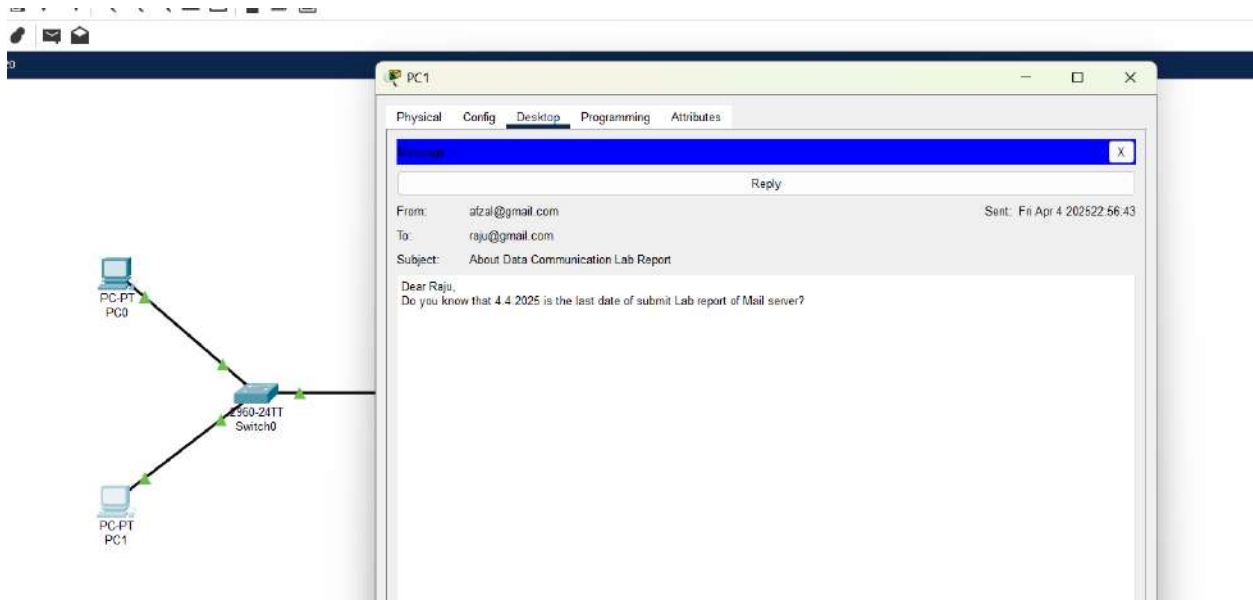 PC1
Physical Config Desktop Programming Attributes
Message
X
Reply
From: afzal@gmail.com Sent: Fri Apr 4 202522:56:43
To: raju@gmail.com
Subject: About Data Communication Lab Report
Dear Raju,
Do you know that 4.4.2025 is the last date of submit Lab report of Mail server?
PC-PT
PC0
2960-24TT
Switch0
PC-PT
PC1